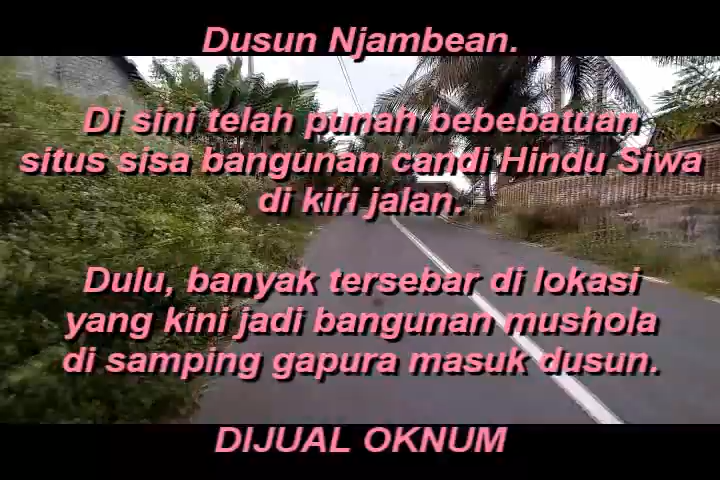 Dusun Njambean.
Di sini telah punah bebebatuan
situs sisa bangunan candi Hindu Siwa
di kiri jalan.
Dulu, banyak tersebar di lokasi
yang kini jadi bangunan mushola
di samping gapura masuk dusun.
DIJUAL OKNUM